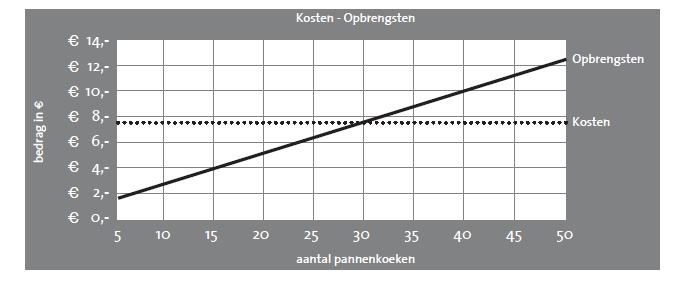 Kosten - Opbrengsten
€ 14,-
€ 12,-
€ 10,-
€ 8,-
€ 6,-
€ 4,-
€ 2,-
€ 0,-
bedrag in €
Opbrengsten
Kosten
5 10 15 20 25 30 35 40 45 50
aantal pannenkoeken